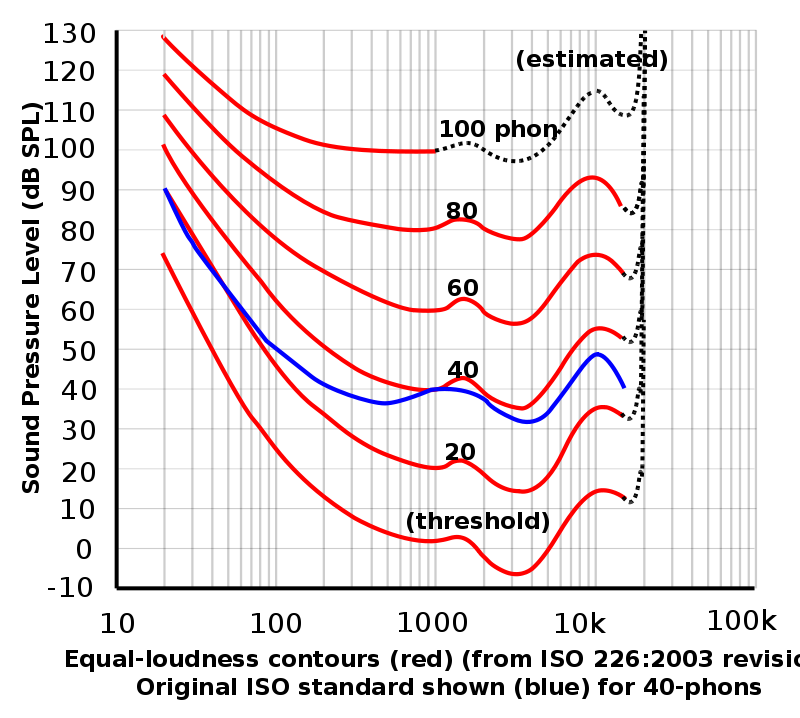 130
120
110
100
90
80
70
60
50
40
30
20
10
0
-10
Sound Pressure Level (dB SPL)
(estimated)
100 phon
80
60
40
20
(threshold)
10 100 1000 10k 100k
Equal-loudness contours (red) (from ISO 226:2003 revisio
Original ISO standard shown (blue) for 40-phons